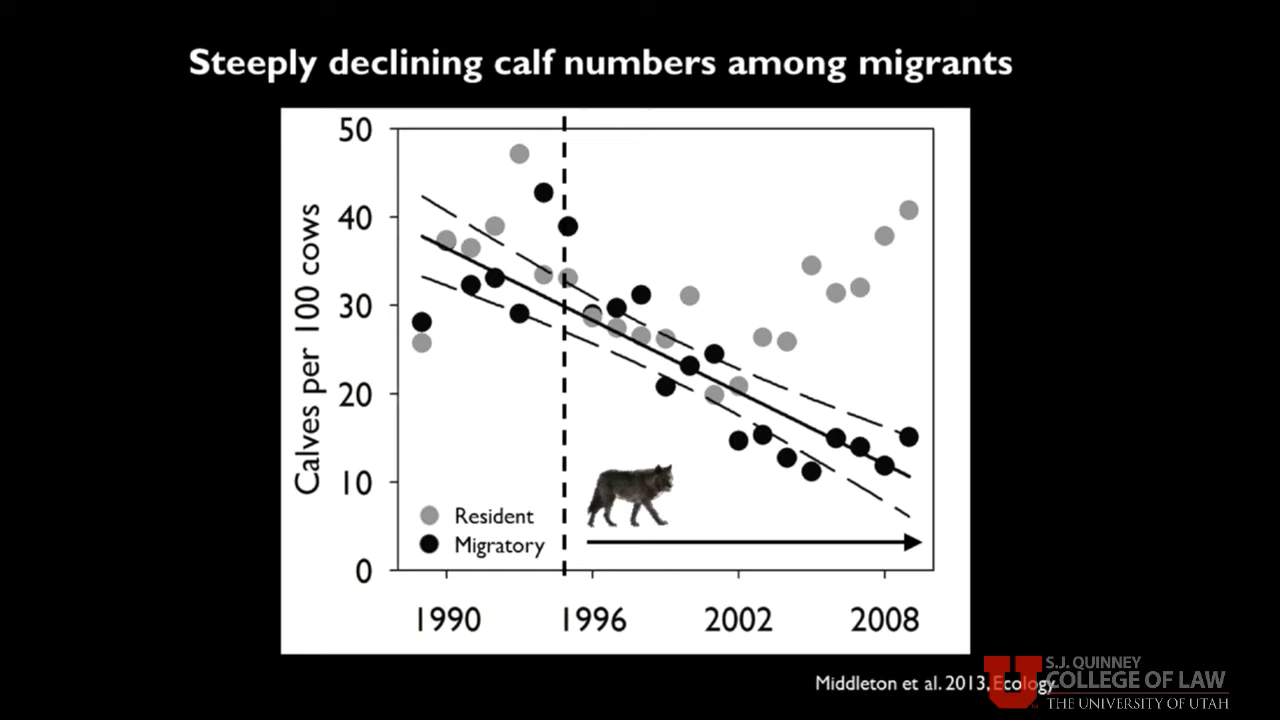 Steeply declining calf numbers among migrants
50
40
30
20
10
0
Calves per 100 cows
Resident
Migratory
1990 1996 2002 2008
Middleton et al. 2013, Ecology
U
S.J. QUINNEY
COLLEGE OF LAW
THE UNIVERSITY OF UTAH